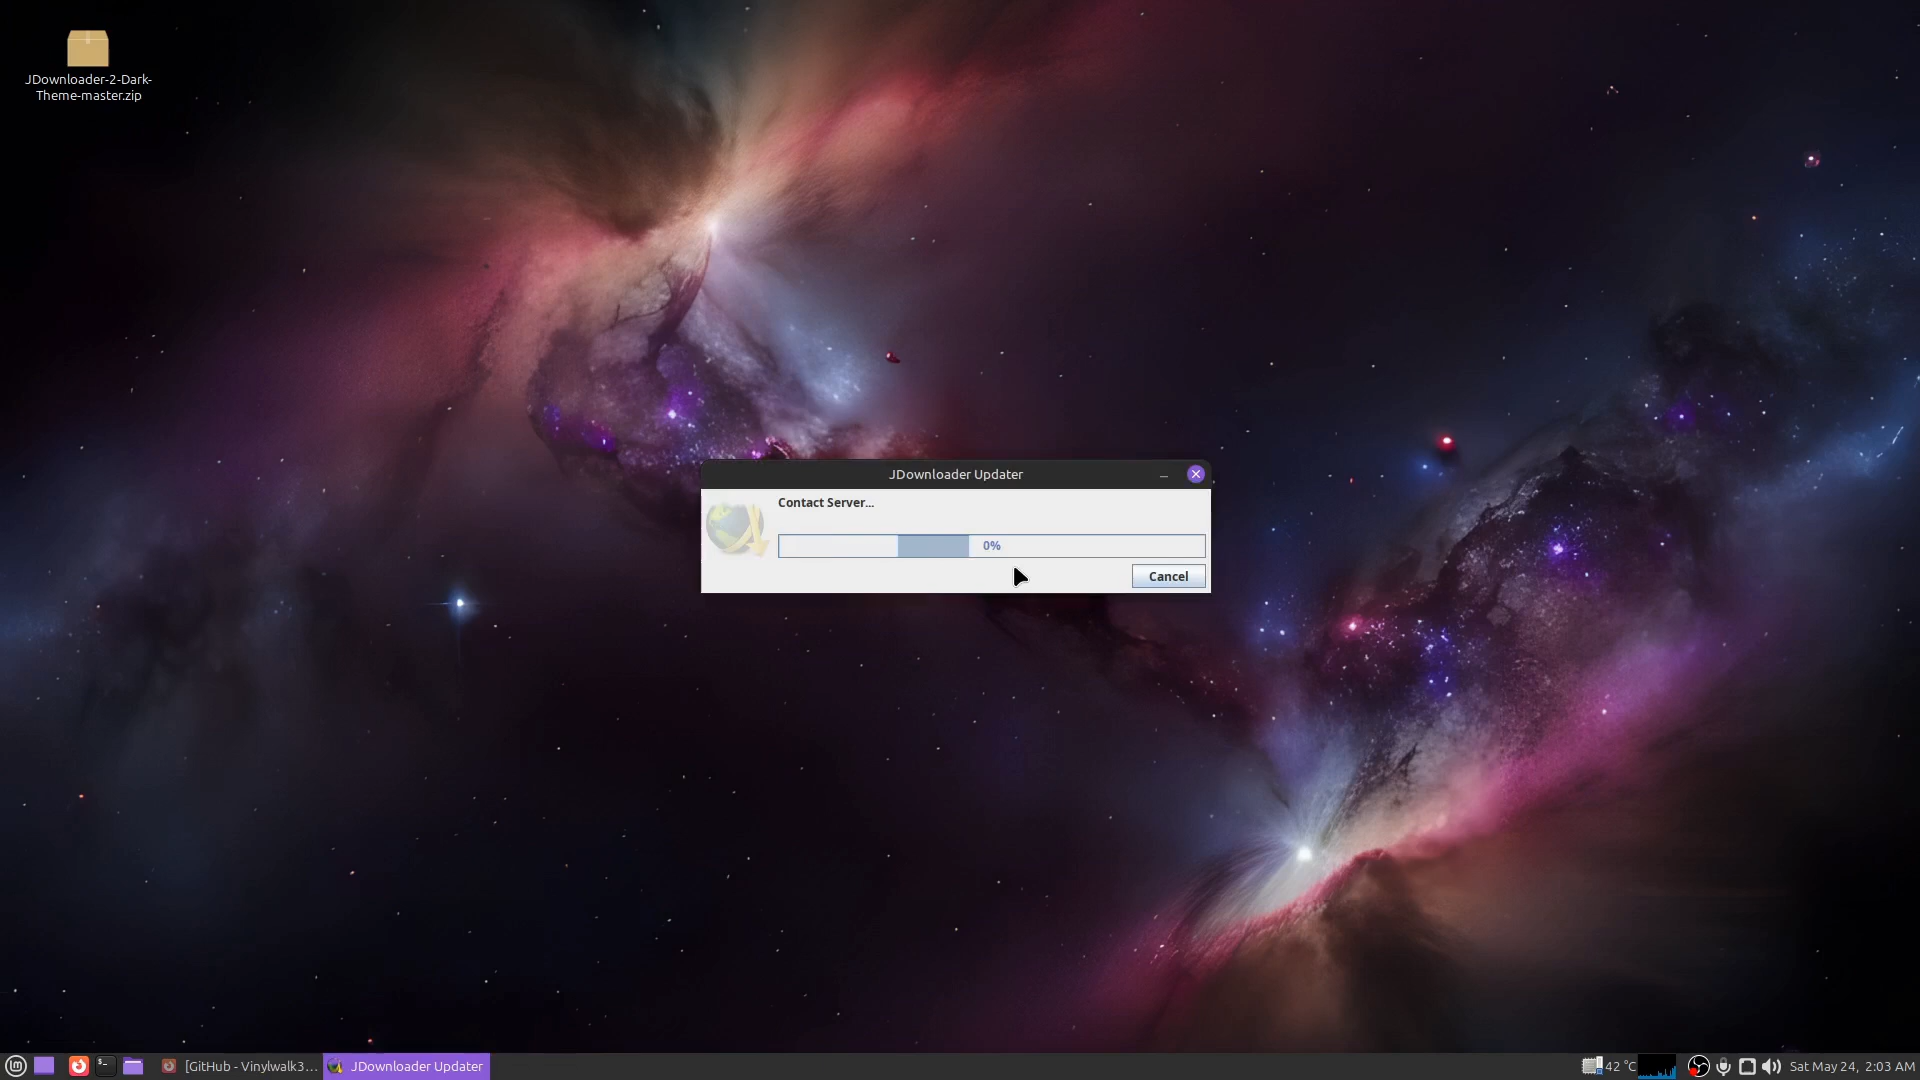 JDownloader-2-Dark-
Theme-master.zip
JDownloader Updater
Contact Server...
0%
Cancel
[GitHub - Vinylwalk3...
JDownloader Updater
42 °C
Sat May 24, 2:03 AM